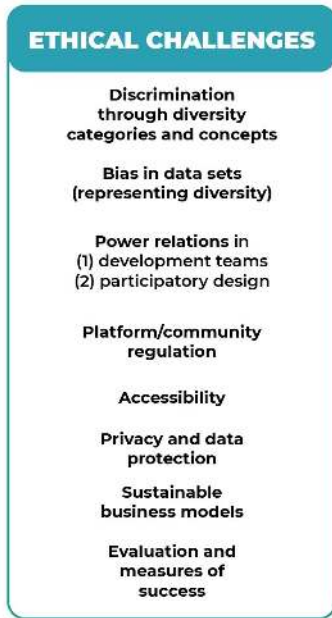 ETHICAL CHALLENGES
Discrimination
through diversity
categories and concepts
Bias in data sets
(representing diversity)
Power relations in
(1) development teams
(2) participatory design
Platform/community
regulation
Accessibility
Privacy and data
protection
Sustainable
business models
Evaluation and
measures of
success